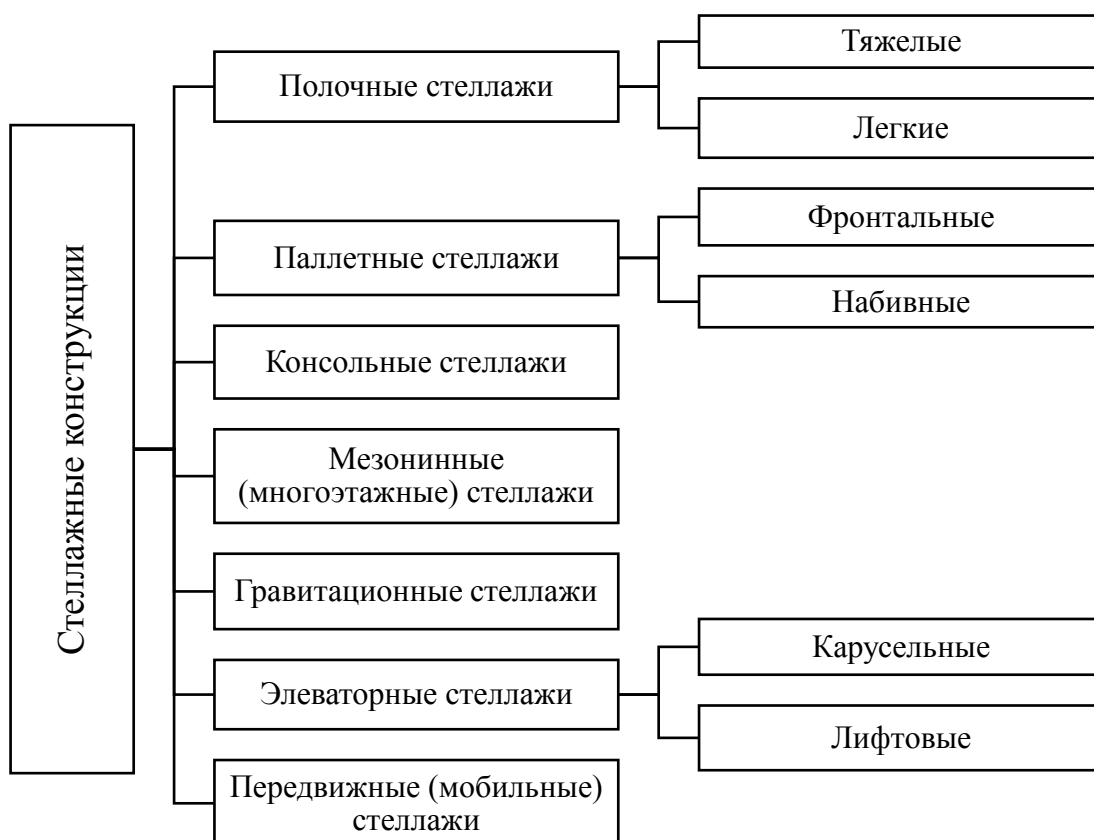 Стеллажные конструкции
Полочные стеллажи
Тяжелые
Легкие
Паллетные стеллажи
Фронтальные
Набивные
Консольные стеллажи
Мезонинные
(многоэтажные) стеллажи
Гравитационные стеллажи
Элеваторные стеллажи
Карусельные
Лифтовые
Передвижные (мобильные)
стеллажи